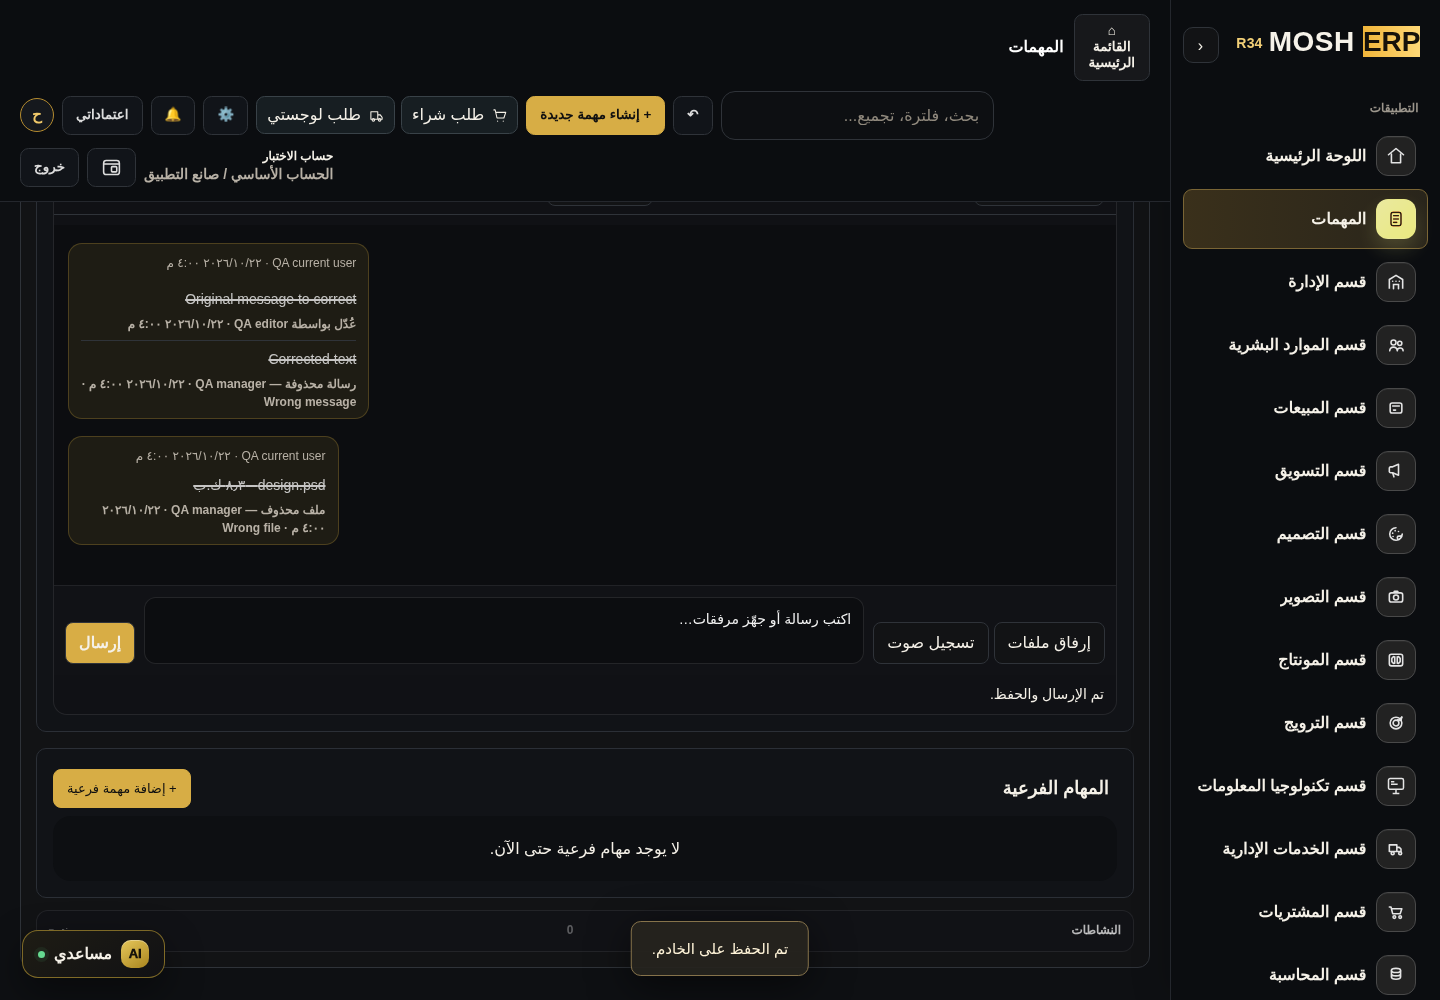 MOSH ERP R34
‹
التطبيقات
اللوحة الرئيسية
المهمات
قسم الإدارة
قسم الموارد البشرية
قسم المبيعات
قسم التسويق
قسم التصميم
قسم التصوير
قسم المونتاج
قسم الترويج
قسم تكنولوجيا المعلومات
قسم الخدمات الإدارية
قسم المشتريات
قسم المحاسبة
⌂
القائمة
الرئيسية
المهمات
بحث، فلترة، تجميع...
↶
+ إنشاء مهمة جديدة
طلب شراء
طلب لوجستي
اعتماداتي
ح
حساب الاختبار
الحساب الأساسي / صانع التطبيق
خروج
QA current user · ٢٠٢٦/١٠/٢٢ ٤:٠٠ م
Original message to correct
عُدّل بواسطة QA editor · ٢٠٢٦/١٠/٢٢ ٤:٠٠ م
Corrected text
رسالة محذوفة — QA manager · ٢٠٢٦/١٠/٢٢ ٤:٠٠ م ·
Wrong message
QA current user · ٢٠٢٦/١٠/٢٢ ٤:٠٠ م
design.psd — ٨٫٣ ك.ب
ملف محذوف — QA manager · ٢٠٢٦/١٠/٢٢
٤:٠٠ م · Wrong file
إرفاق ملفات
تسجيل صوت
اكتب رسالة أو جهّز مرفقات…
إرسال
تم الإرسال والحفظ.
المهام الفرعية
+ إضافة مهمة فرعية
لا يوجد مهام فرعية حتى الآن.
النشاطات
0
تم الحفظ على الخادم.
AI مساعدي